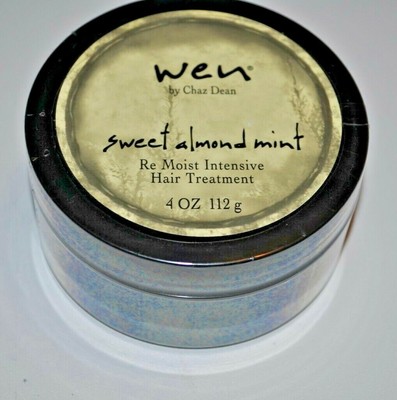 wen®
by Chaz Dean
sweet almond mint
Re Moist Intensive
Hair Treatment
4 OZ 112 g